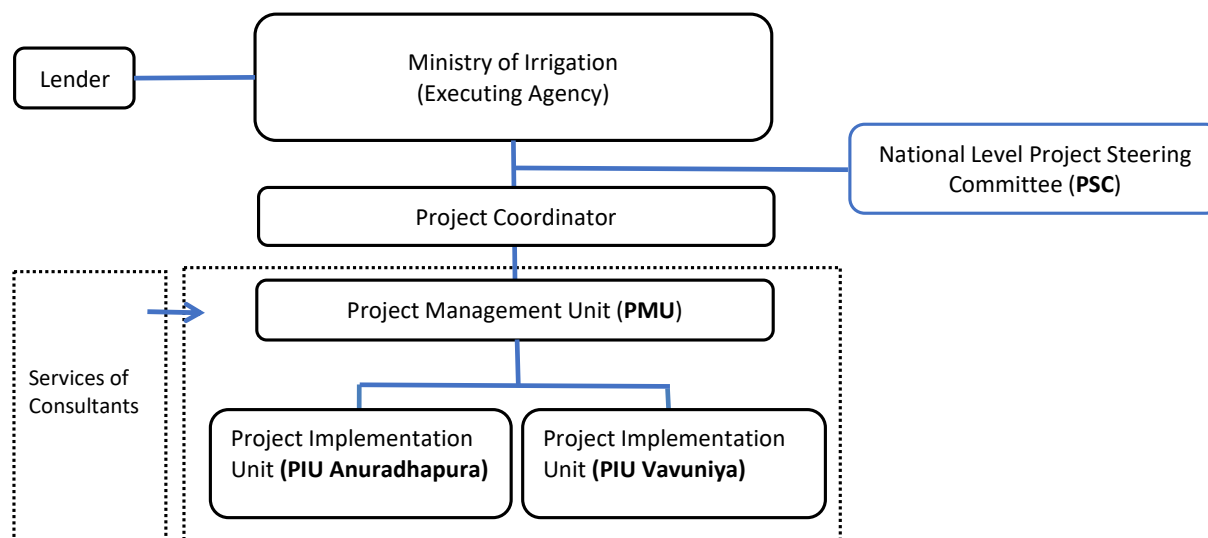 Lender
Ministry of Irrigation
(Executing Agency)
National Level Project Steering
Committee (PSC)
Project Coordinator
Project Management Unit (PMU)
Services of
Consultants
Project Implementation
Unit (PIU Anuradhapura)
Project Implementation
Unit (PIU Vavuniya)